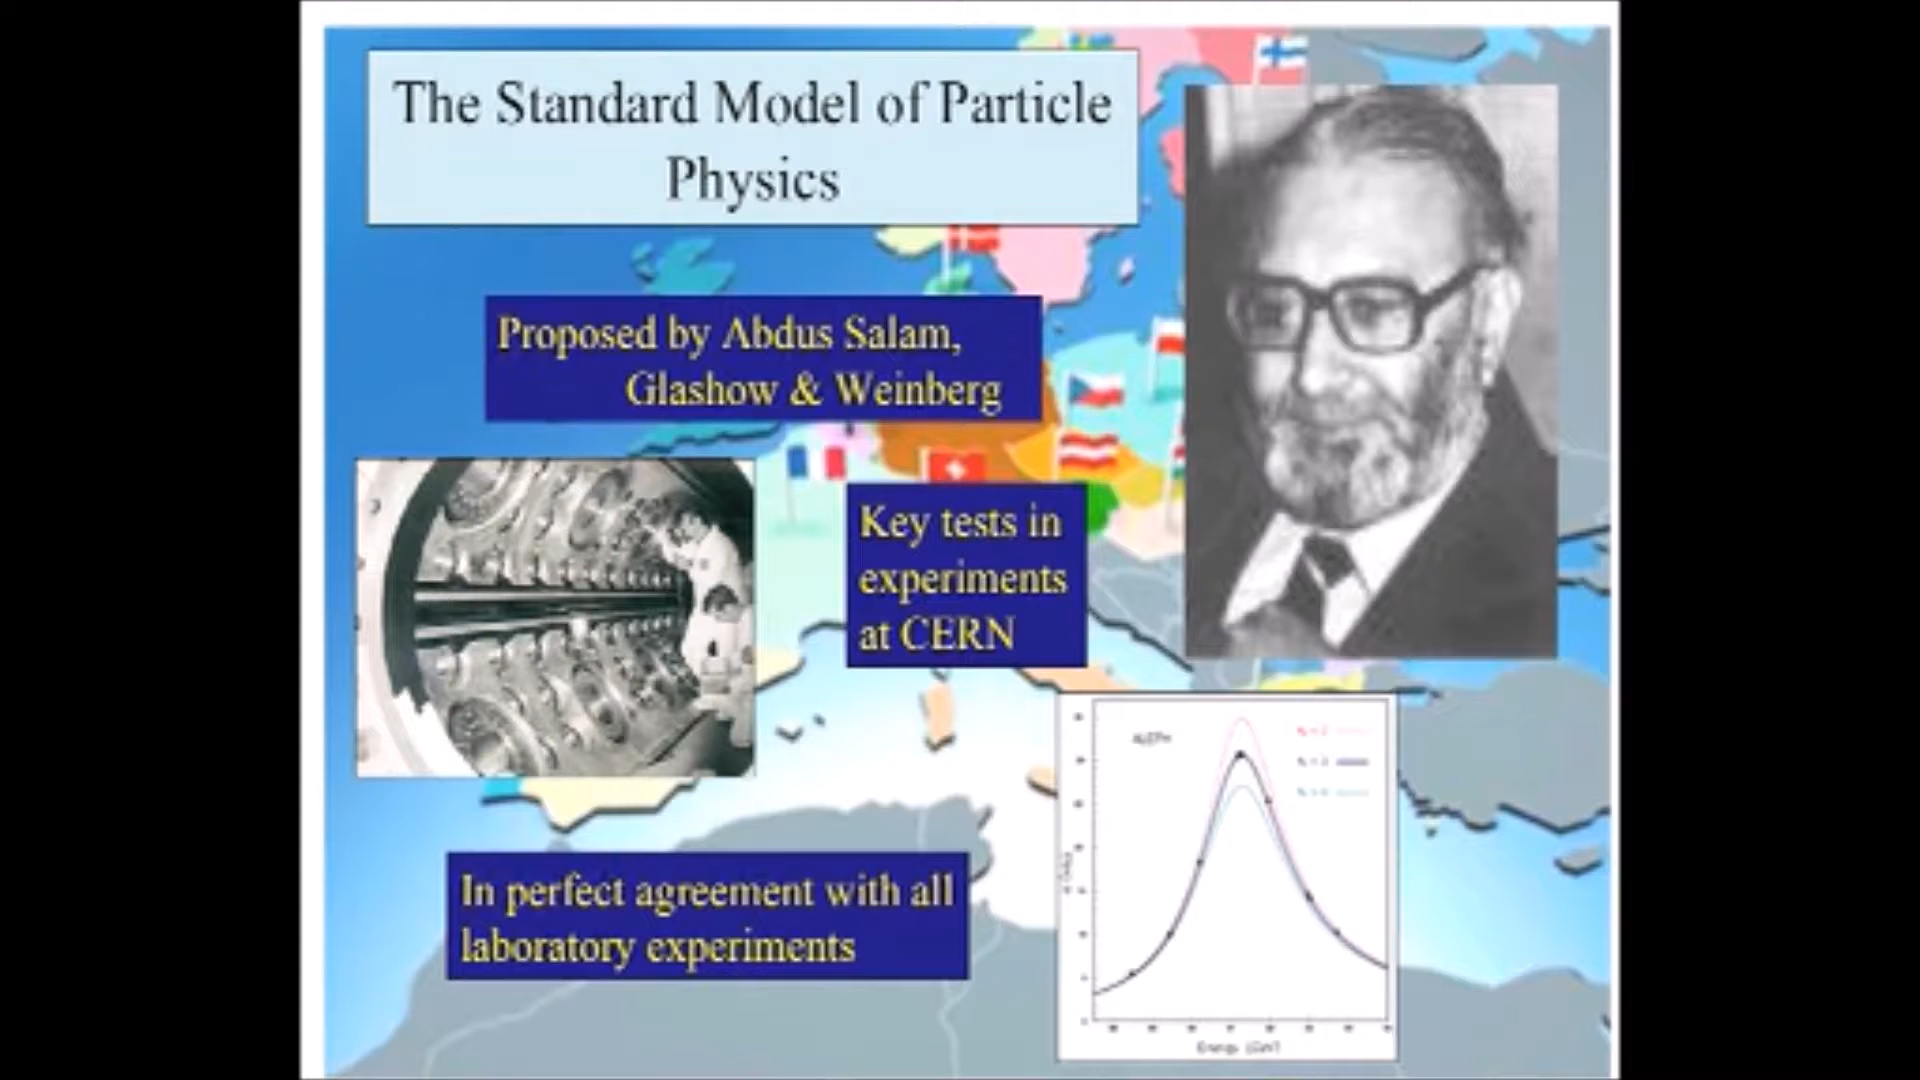 The Standard Model of Particle
Physics
Proposed by Abdus Salam,
Glashow & Weinberg
Key tests in
experiments
at CERN
In perfect agreement with all
laboratory experiments
ALEPH
Energy (GeV)